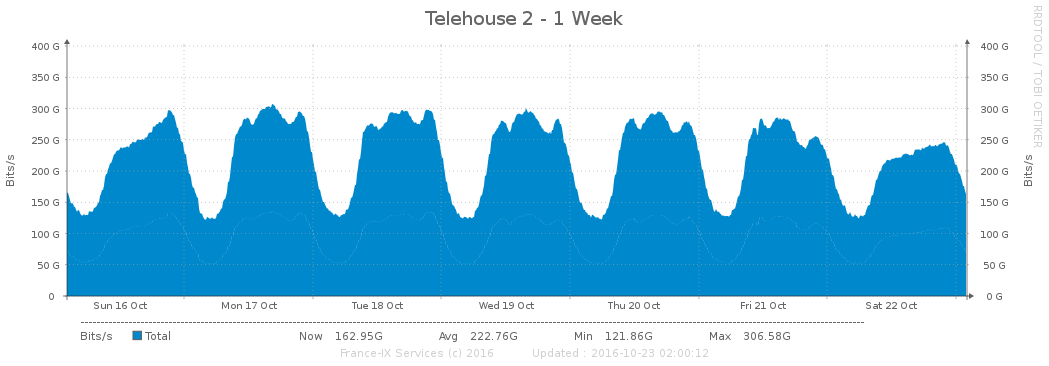 Telehouse 2 - 1 Week
RRDTOOL / TOBI OETIKER
Bits/s
400 G
350 G
300 G
250 G
200 G
150 G
100 G
50 G
0
400 G
350 G
300 G
250 G
200 G
150 G
100 G
50 G
0 G
Bits/s
Sun 16 Oct Mon 17 Oct Tue 18 Oct Wed 19 Oct Thu 20 Oct Fri 21 Oct Sat 22 Oct
Bits/s Total Now 162.95G Avg 222.76G Min 121.86G Max 306.58G
France-IX Services (c) 2016 Updated : 2016-10-23 02:00:12